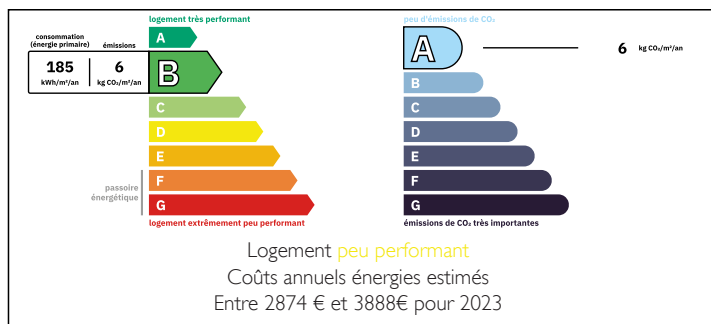 logement très performant
consommation
(énergie primaire)
émissions
185
kWh/m²/an
6
kg CO₂/m²/an
A
B
C
D
E
F
G
passoire
énergétique
logement extrêmement peu performant
peu d'émissions de CO₂
A
6
kg CO₂/m²/an
B
C
D
E
F
G
émissions de CO₂ très importantes
Logement peu performant
Coûts annuels énergies estimés
Entre 2874 € et 3888€ pour 2023